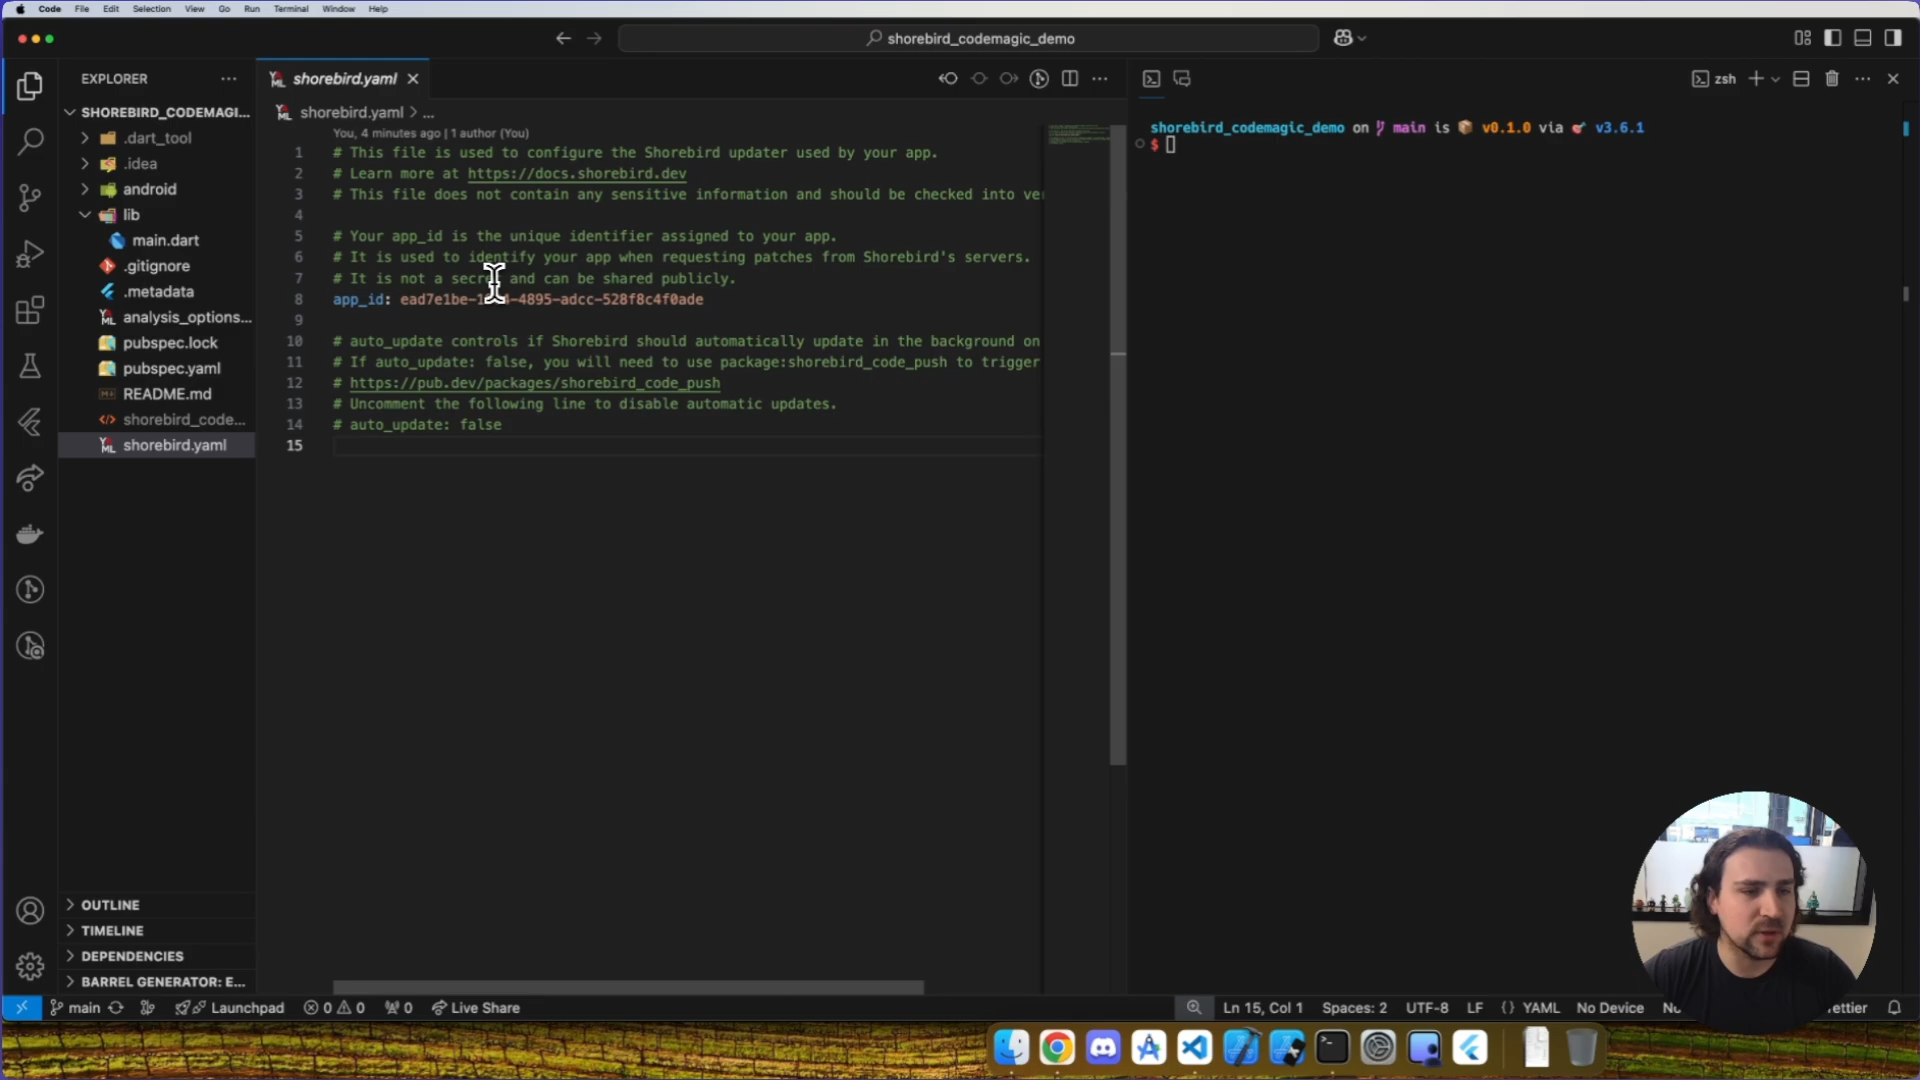 Code File Edit Selection View Go Run Terminal Window Help
shorebird_codemagic_demo
EXPLORER
SHOREBIRD_CODEMAGI...
.dart_tool
.idea
android
lib
main.dart
.gitignore
.metadata
analysis_options...
pubspec.lock
pubspec.yaml
README.md
shorebird_code...
shorebird.yaml
OUTLINE
TIMELINE
DEPENDENCIES
BARREL GENERATOR: E...
shorebird.yaml
shorebird.yaml > ...
You, 4 minutes ago | 1 author (You)
1 # This file is used to configure the Shorebird updater used by your app.
2 # Learn more at https://docs.shorebird.dev
3 # This file does not contain any sensitive information and should be checked into ve
4
5 # Your app_id is the unique identifier assigned to your app.
6 # It is used to identify your app when requesting patches from Shorebird's servers.
7 # It is not a secre and can be shared publicly.
8 app_id: ead7e1be- -4895-adcc-528f8c4f0ade
9
10 # auto_update controls if Shorebird should automatically update in the background on
11 # If auto_update: false, you will need to use package:shorebird_code_push to trigger
12 # https://pub.dev/packages/shorebird_code_push
13 # Uncomment the following line to disable automatic updates.
14 # auto_update: false
15
zsh
shorebird_codemagic_demo on main is v0.1.0 via v3.6.1
$
main Launchpad 0 0 0 Live Share Ln 15, Col 1 Spaces: 2 UTF-8 LF {} YAML No Device